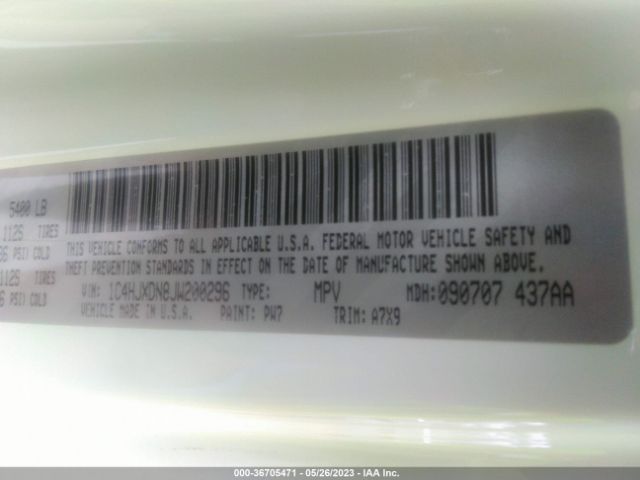 5400 LB
1125 TIRES
36 PSI COLD
1125 TIRES
PSI COLD
THIS VEHICLE CONFORMS TO ALL APPLICABLE U.S.A. FEDERAL MOTOR VEHICLE SAFETY AND
THEFT PREVENTION STANDARDS IN EFFECT ON THE DATE OF MANUFACTURE SHOWN ABOVE.
VIN: 1C4HJXDN8JW200296 TYPE: MPV MDH: 090707 437AA
VEHICLE MADE IN U.S.A. PAINT: PW7 TRIM: A7X9
000-36705471 - 05/26/2023 - IAA Inc.